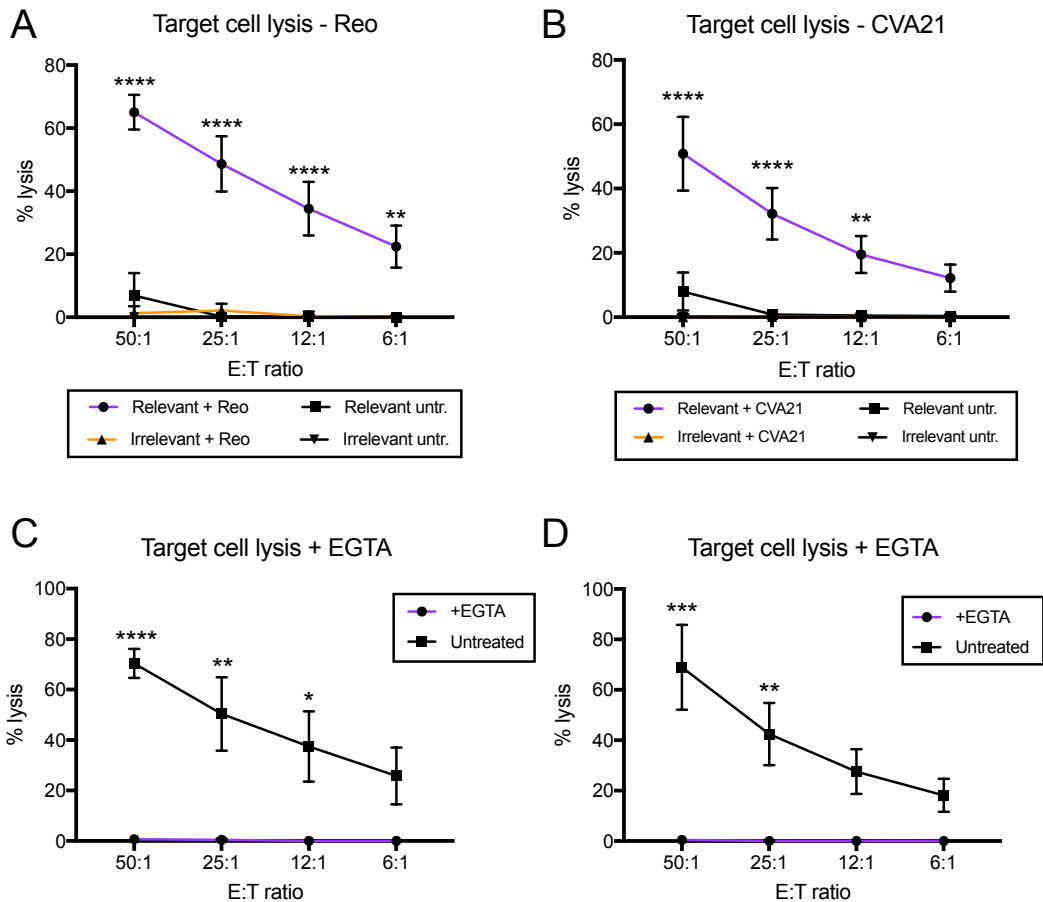 A
Target cell lysis - Reo
80
60
40
20
0
% lysis
****
****
****
**
50:1 25:1 12:1 6:1
E:T ratio
Relevant + Reo Relevant untr.
Irrelevant + Reo Irrelevant untr.
B
Target cell lysis - CVA21
80
60
40
20
0
% lysis
****
****
**
50:1 25:1 12:1 6:1
E:T ratio
Relevant + CVA21 Relevant untr.
Irrelevant + CVA21 Irrelevant untr.
C
Target cell lysis + EGTA
100
80
60
40
20
0
% lysis
+EGTA
Untreated
****
**
*
50:1 25:1 12:1 6:1
E:T ratio
D
Target cell lysis + EGTA
100
80
60
40
20
0
% lysis
+EGTA
Untreated
***
**
50:1 25:1 12:1 6:1
E:T ratio